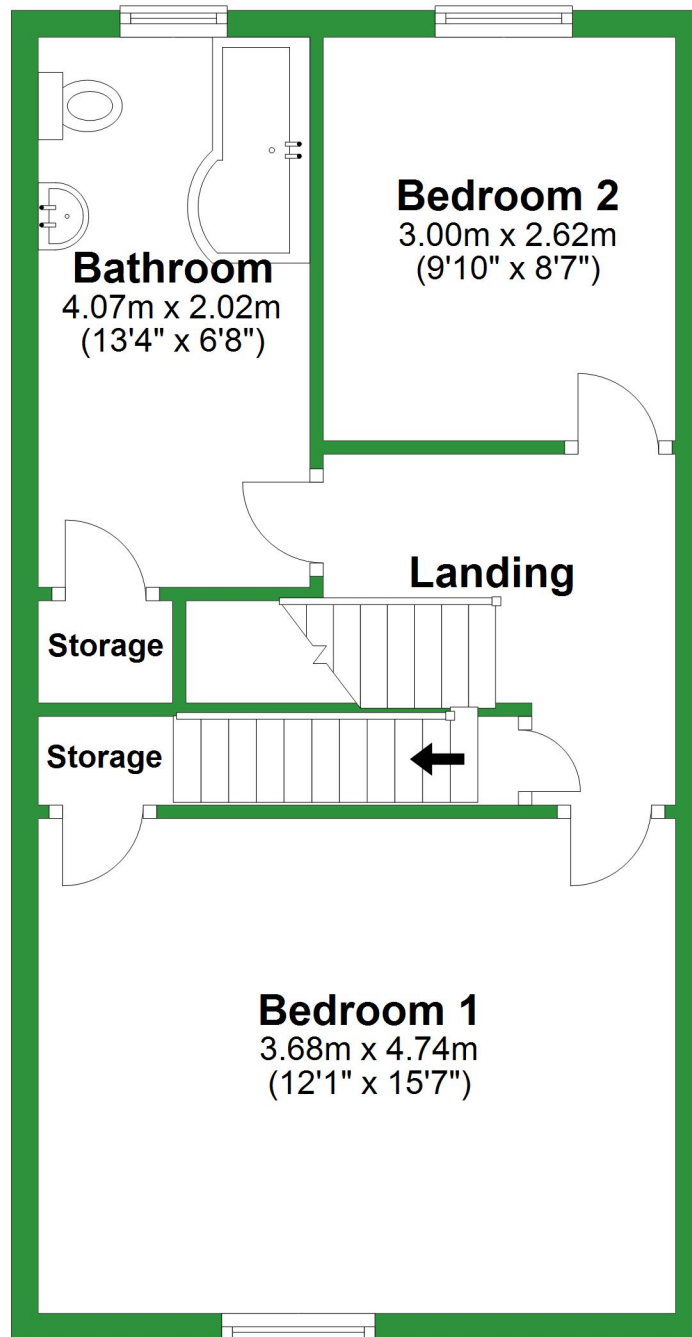 Bedroom 2
3.00m x 2.62m
(9'10" x 8'7")
Bathroom
4.07m x 2.02m
(13'4" x 6'8")
Landing
Storage
Storage
Bedroom 1
3.68m x 4.74m
(12'1" x 15'7")